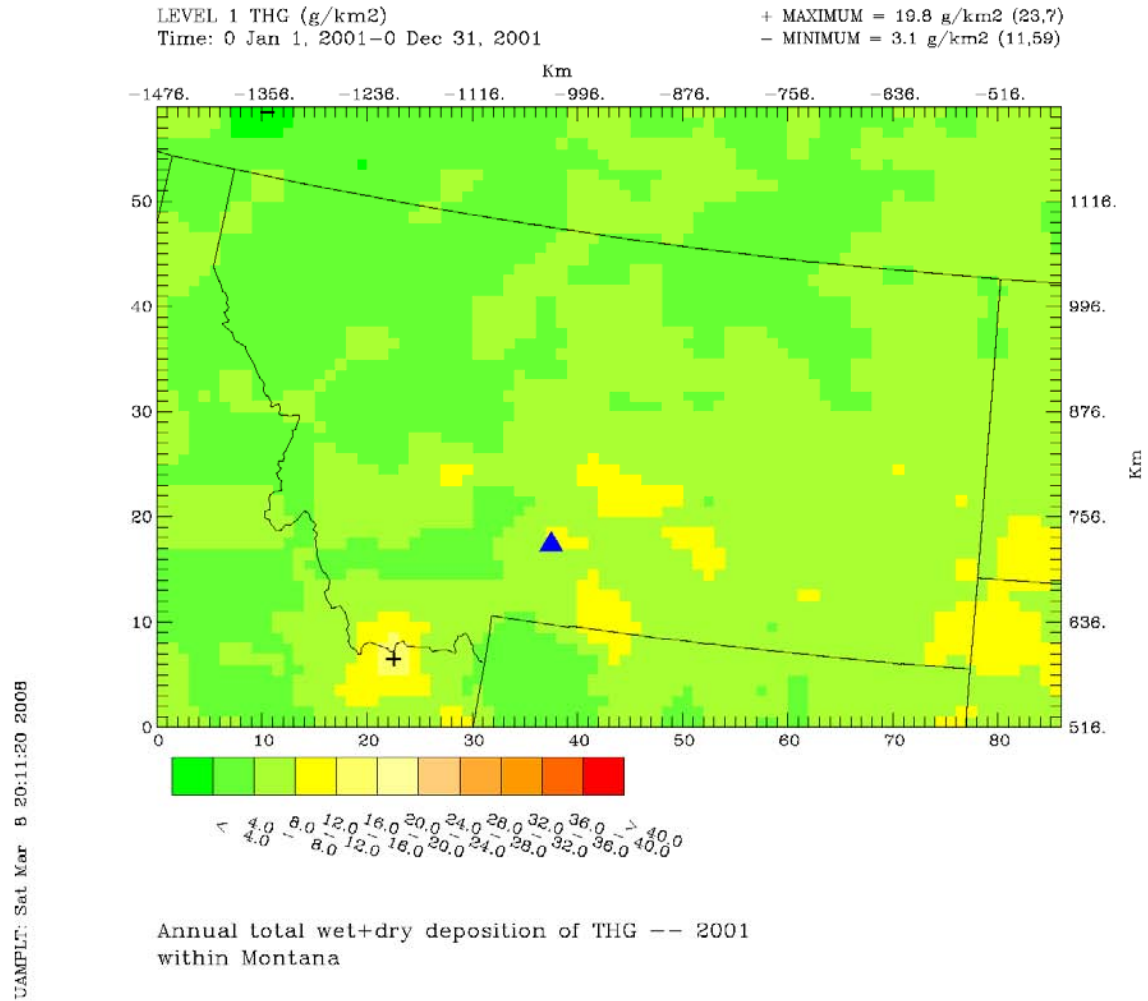 LEVEL 1 THG (g/km2)
Time: 0 Jan 1, 2001-0 Dec 31, 2001
+ MAXIMUM = 19.8 g/km2 (23,7)
- MINIMUM = 3.1 g/km2 (11,59)
Km
-1476. -1356. -1236. -1116. -996. -876. -756. -636. -516.
50 1116.
40 996.
30 876.
Km
20 756.
10 636.
0 516.
0 10 20 30 40 50 60 70 80
< 4.0
4.0 - 8.0
8.0 - 12.0
12.0 - 16.0
16.0 - 20.0
20.0 - 24.0
24.0 - 28.0
28.0 - 32.0
32.0 - 36.0
36.0 - 40.0
> 40.0
UAMPLT: Sat Mar 8 20:11:20 2008
Annual total wet+dry deposition of THG -- 2001
within Montana